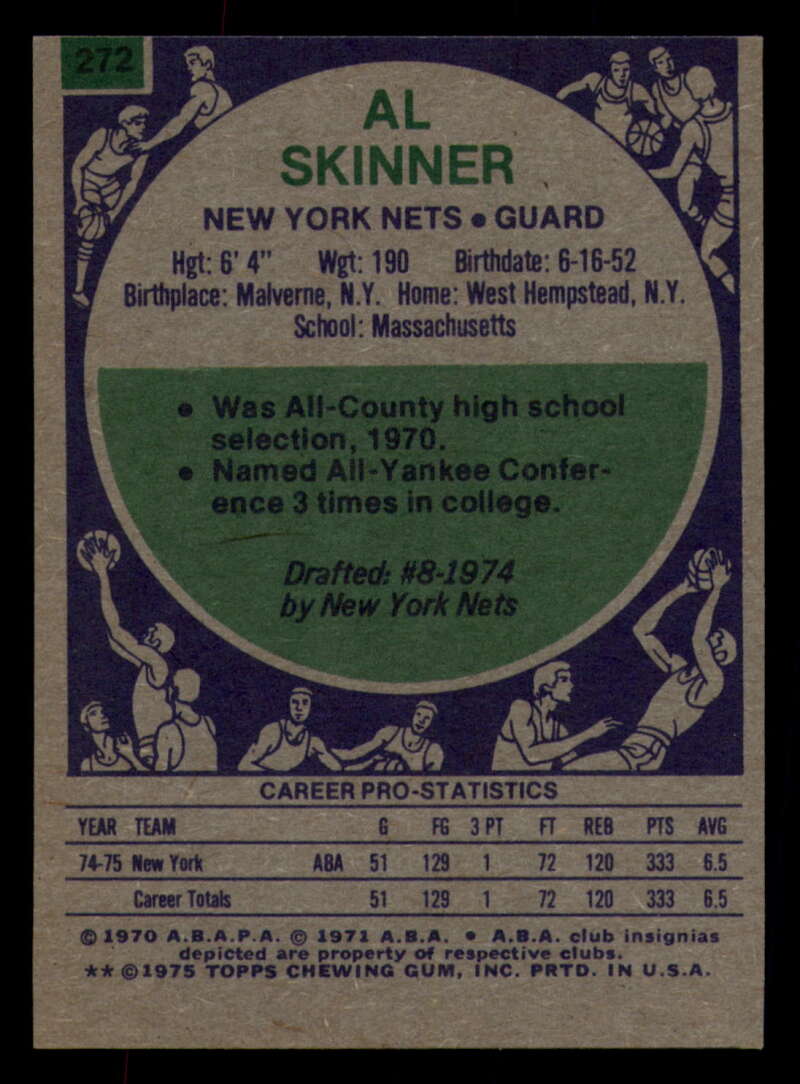 272
AL
SKINNER
NEW YORK NETS • GUARD
Hgt: 6' 4" Wgt: 190 Birthdate: 6-16-52
Birthplace: Malverne, N.Y. Home: West Hempstead, N.Y.
School: Massachusetts
• Was All-County high school
selection, 1970.
• Named All-Yankee Confer-
ence 3 times in college.
Drafted: #8-1974
by New York Nets
CAREER PRO-STATISTICS
YEAR TEAM G FG 3 PT FT REB PTS AVG
74-75 New York ABA 51 129 1 72 120 333 6.5
Career Totals 51 129 1 72 120 333 6.5
© 1970 A.B.A.P.A. © 1971 A.B.A. • A.B.A. club insignias
depicted are property of respective clubs.
** © 1975 TOPPS CHEWING GUM, INC. PRTD. IN U.S.A.